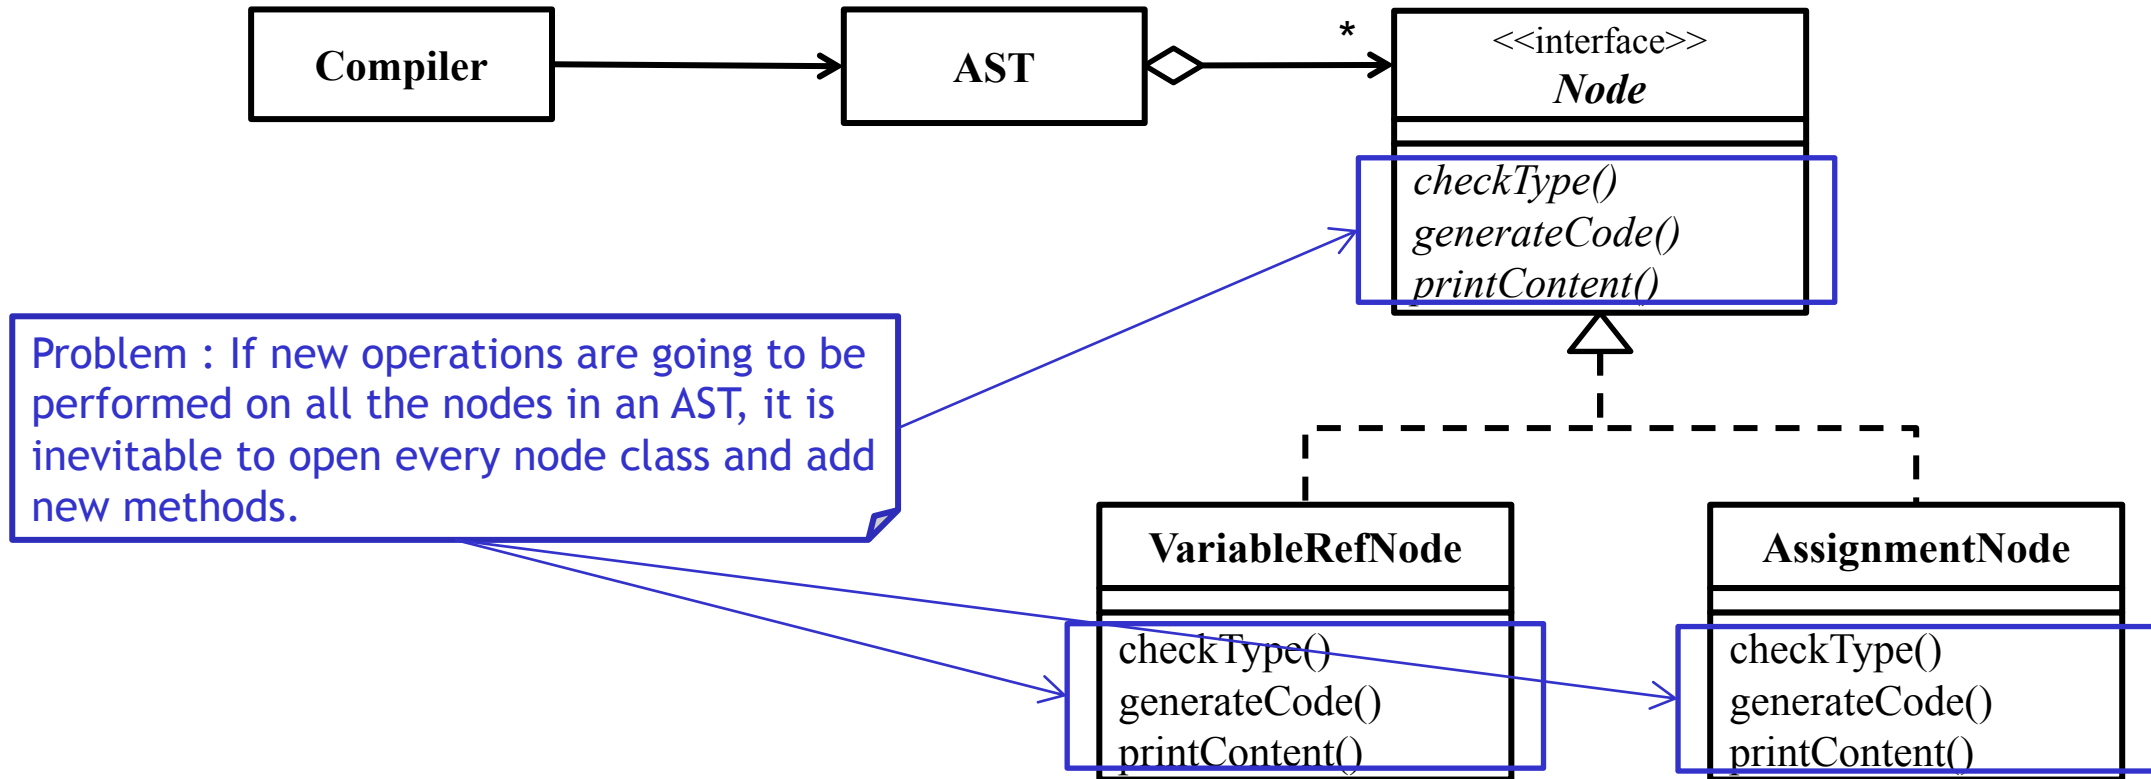 Compiler
AST
*
<<interface>>
Node
checkType()
generateCode()
printContent()
Problem : If new operations are going to be
performed on all the nodes in an AST, it is
inevitable to open every node class and add
new methods.
VariableRefNode
checkType()
generateCode()
printContent()
AssignmentNode
checkType()
generateCode()
printContent()